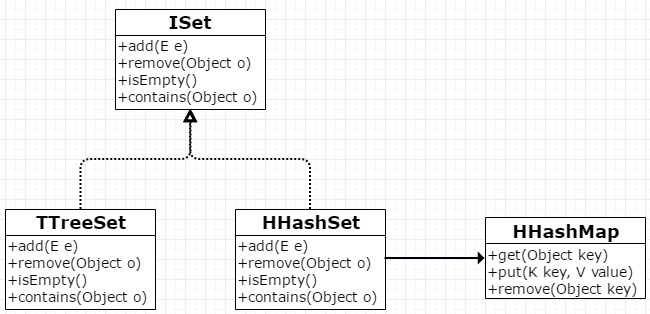 ISet
+add(E e)
+remove(Object o)
+isEmpty()
+contains(Object o)
TTreeSet
+add(E e)
+remove(Object o)
+isEmpty()
+contains(Object o)
HHashSet
+add(E e)
+remove(Object o)
+isEmpty()
+contains(Object o)
HHashMap
+get(Object key)
+put(K key, V value)
+remove(Object key)